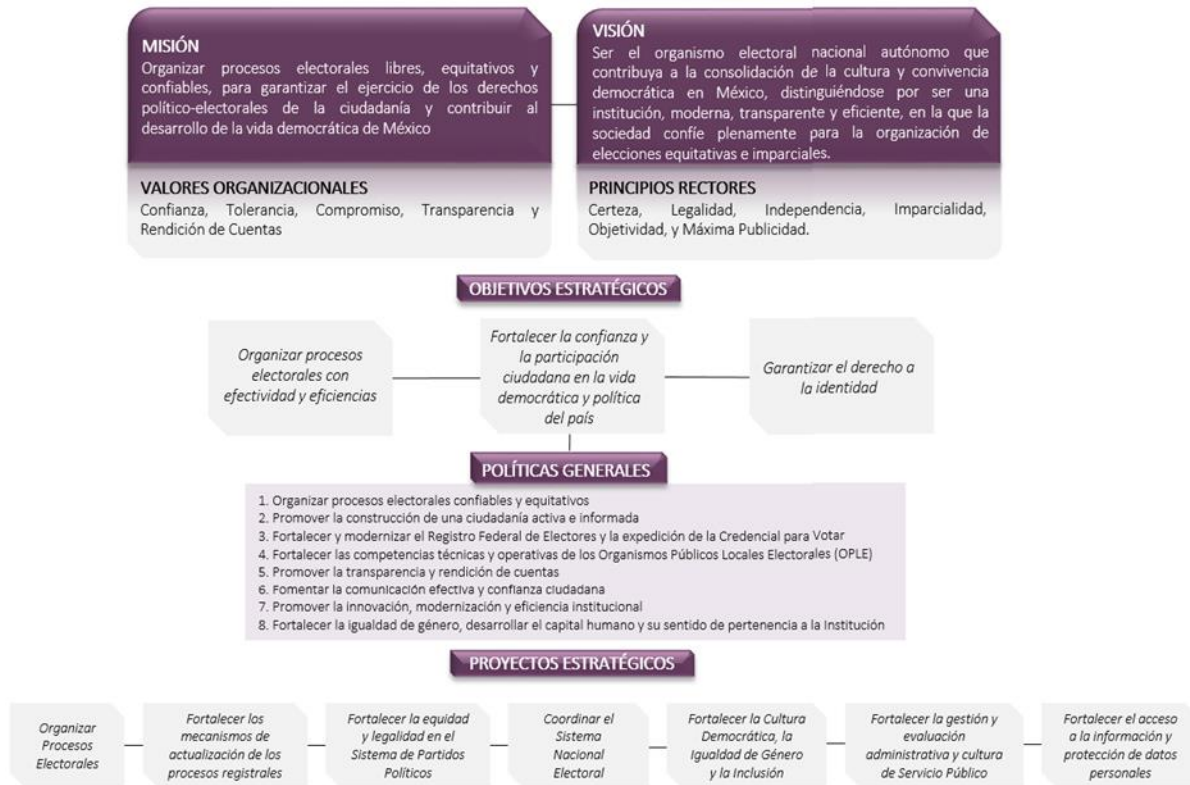 MISIÓN
Organizar procesos electorales libres, equitativos y
confiables, para garantizar el ejercicio de los derechos
político-electorales de la ciudadanía y contribuir al
desarrollo de la vida democrática de México
VALORES ORGANIZACIONALES
Confianza, Tolerancia, Compromiso, Transparencia y
Rendición de Cuentas
VISIÓN
Ser el organismo electoral nacional autónomo que
contribuya a la consolidación de la cultura y convivencia
democrática en México, distinguiéndose por ser una
institución, moderna, transparente y eficiente, en la que la
sociedad confíe plenamente para la organización de
elecciones equitativas e imparciales.
PRINCIPIOS RECTORES
Certeza, Legalidad, Independencia, Imparcialidad,
Objetividad, y Máxima Publicidad.
OBJETIVOS ESTRATÉGICOS
Organizar procesos
electorales con
efectividad y eficiencias
Fortalecer la confianza y
la participación
ciudadana en la vida
democrática y política
del país
Garantizar el derecho a
la identidad
POLÍTICAS GENERALES
1. Organizar procesos electorales confiables y equitativos
2. Promover la construcción de una ciudadanía activa e informada
3. Fortalecer y modernizar el Registro Federal de Electores y la expedición de la Credencial para Votar
4. Fortalecer las competencias técnicas y operativas de los Organismos Públicos Locales Electorales (OPLE)
5. Promover la transparencia y rendición de cuentas
6. Fomentar la comunicación efectiva y confianza ciudadana
7. Promover la innovación, modernización y eficiencia institucional
8. Fortalecer la igualdad de género, desarrollar el capital humano y su sentido de pertenencia a la Institución
PROYECTOS ESTRATÉGICOS
Organizar
Procesos
Electorales
Fortalecer los
mecanismos de
actualización de los
procesos registrales
Fortalecer la equidad
y legalidad en el
Sistema de Partidos
Políticos
Coordinar el
Sistema
Nacional
Electoral
Fortalecer la Cultura
Democrática, la
Igualdad de Género
y la Inclusión
Fortalecer la gestión y
evaluación
administrativa y cultura
de Servicio Público
Fortalecer el acceso
a la información y
protección de datos
personales